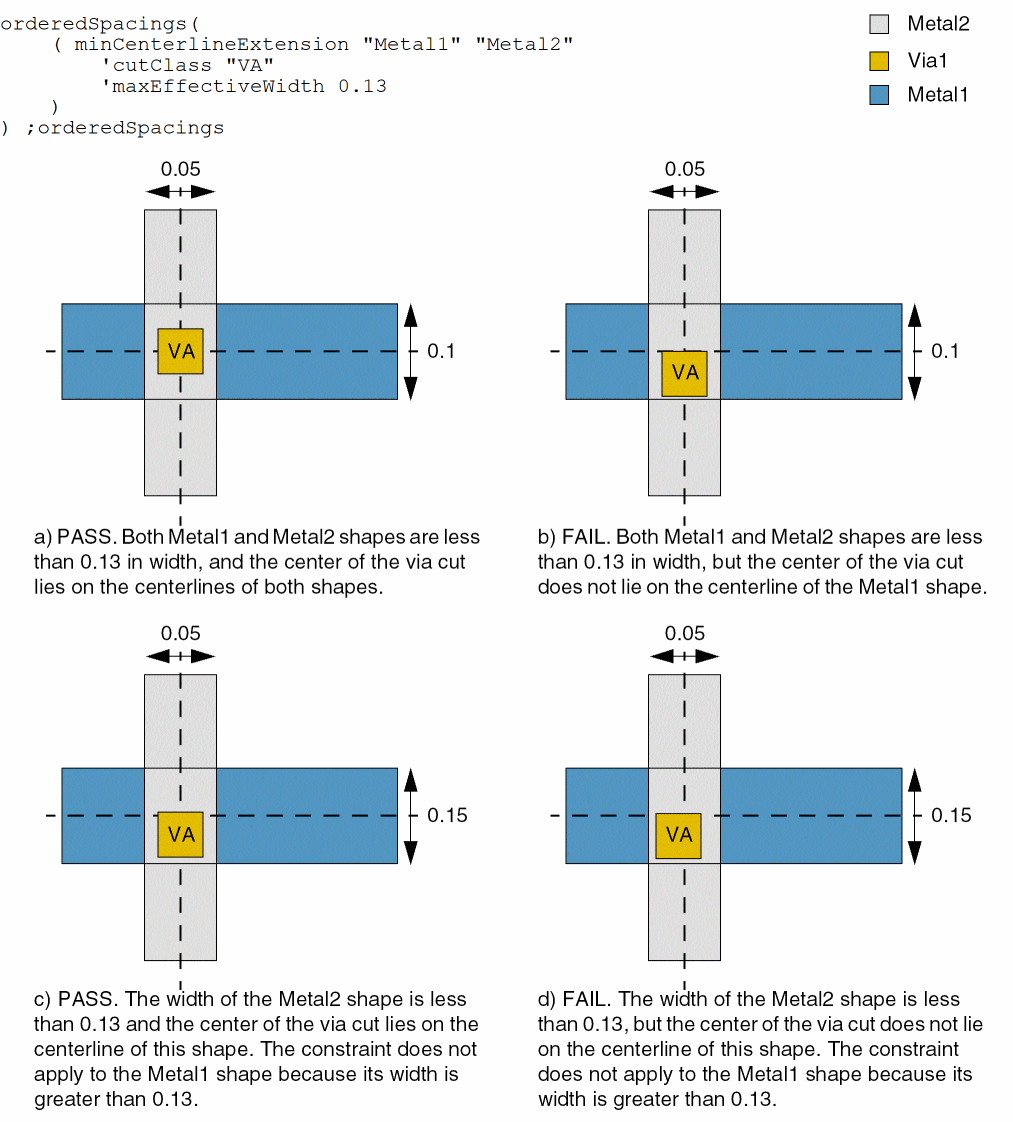 orderedSpacings(
( minCenterlineExtension "Metal1" "Metal2"
'cutClass "VA"
'maxEffectiveWidth 0.13
)
) ;orderedSpacings
Metal2
Via1
Metal1
0.05
VA
0.1
a) PASS. Both Metal1 and Metal2 shapes are less
than 0.13 in width, and the center of the via cut
lies on the centerlines of both shapes.
0.05
VA
0.1
b) FAIL. Both Metal1 and Metal2 shapes are less
than 0.13 in width, but the center of the via cut
does not lie on the centerline of the Metal1 shape.
0.05
VA
0.15
c) PASS. The width of the Metal2 shape is less
than 0.13 and the center of the via cut lies on the
centerline of this shape. The constraint does not
apply to the Metal1 shape because its width is
greater than 0.13.
0.05
VA
0.15
d) FAIL. The width of the Metal2 shape is less
than 0.13, but the center of the via cut does not lie
on the centerline of this shape. The constraint
does not apply to the Metal1 shape because its
width is greater than 0.13.